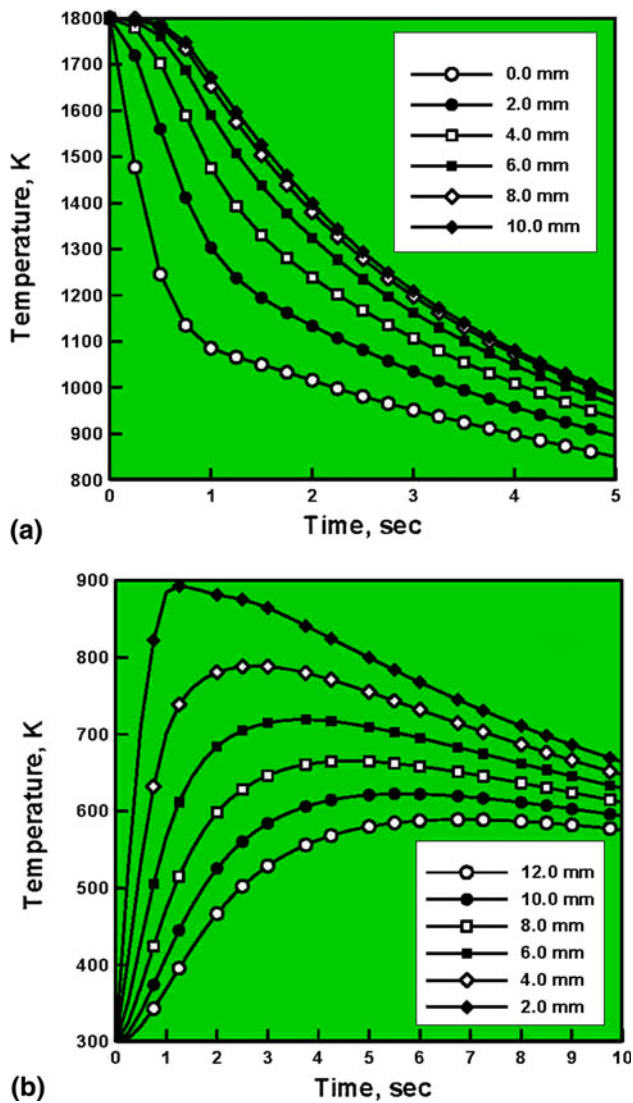 1800
1700
1600
1500
1400
1300
1200
1100
1000
900
800
Temperature, K
0.0 mm
2.0 mm
4.0 mm
6.0 mm
8.0 mm
10.0 mm
0 1 2 3 4 5
Time, sec
(a)
900
800
700
600
500
400
300
Temperature, K
12.0 mm
10.0 mm
8.0 mm
6.0 mm
4.0 mm
2.0 mm
0 1 2 3 4 5 6 7 8 9 10
Time, sec
(b)